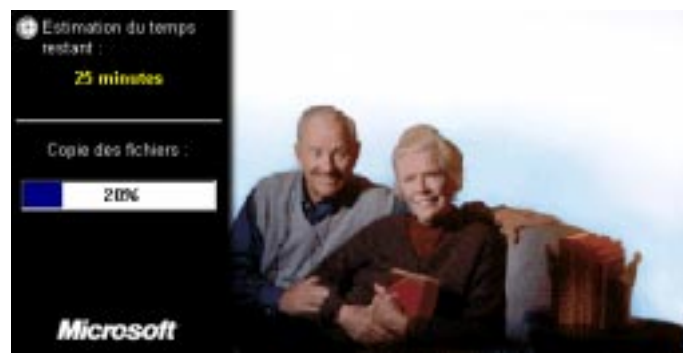 Estimation du temps
restant :
25 minutes
Copie des fichiers :
20%
Microsoft